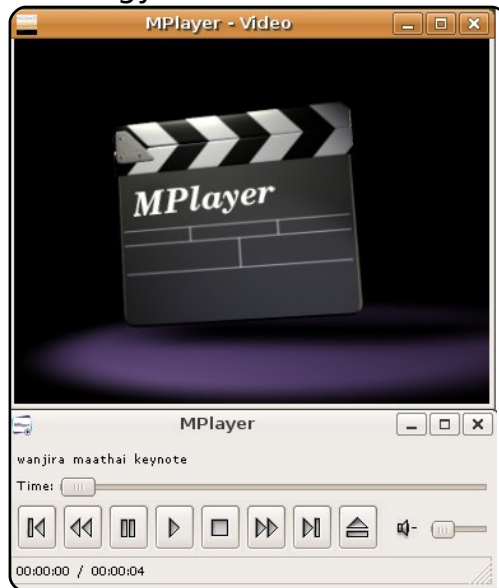 MPlayer - Video
MPlayer
MPlayer
wanjira maathai keynote
Time:
00:00:00 / 00:00:04